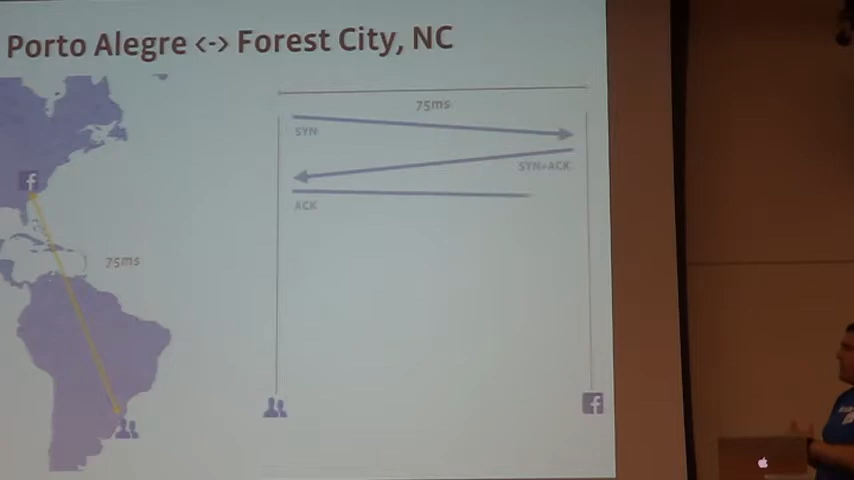 Porto Alegre <-> Forest City, NC
75ms
SYN
SYN+ACK
ACK
75ms